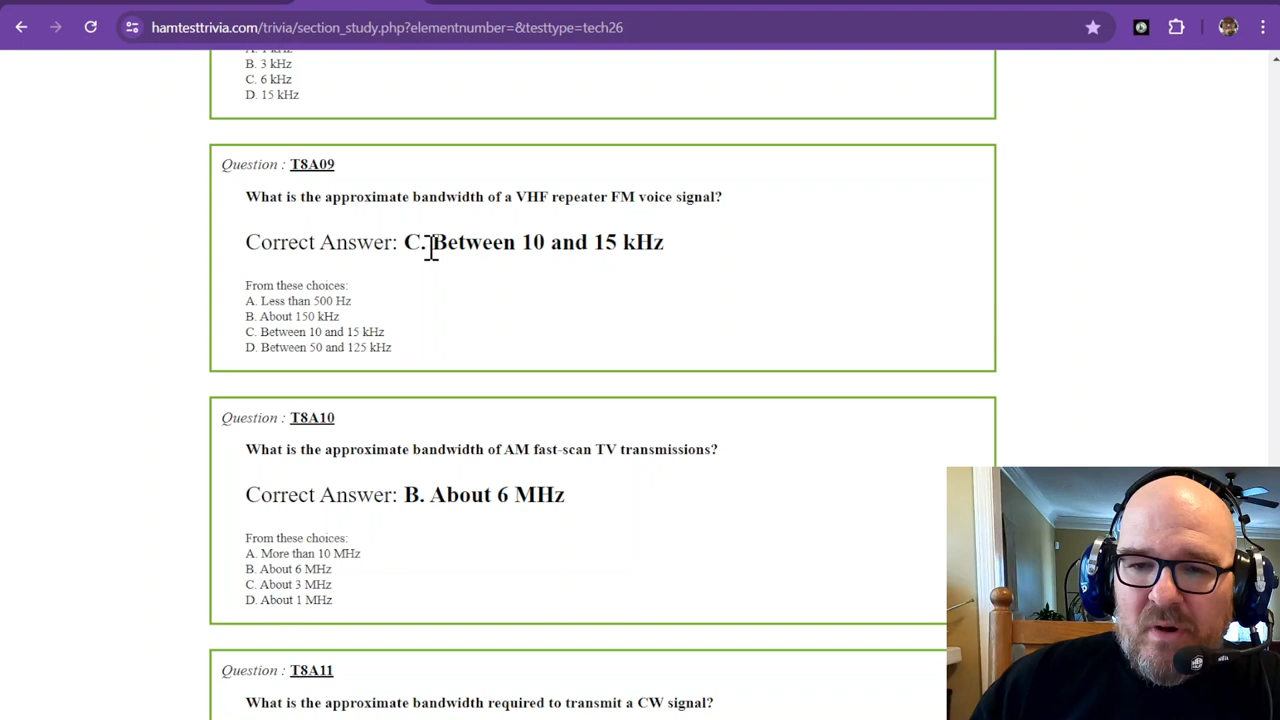 hamtesttrivia.com/trivia/section_study.php?elementnumber=&testtype=tech26
B. 3 kHz
C. 6 kHz
D. 15 kHz
Question : T8A09
What is the approximate bandwidth of a VHF repeater FM voice signal?
Correct Answer: C. Between 10 and 15 kHz
From these choices:
A. Less than 500 Hz
B. About 150 kHz
C. Between 10 and 15 kHz
D. Between 50 and 125 kHz
Question : T8A10
What is the approximate bandwidth of AM fast-scan TV transmissions?
Correct Answer: B. About 6 MHz
From these choices:
A. More than 10 MHz
B. About 6 MHz
C. About 3 MHz
D. About 1 MHz
Question : T8A11
What is the approximate bandwidth required to transmit a CW signal?